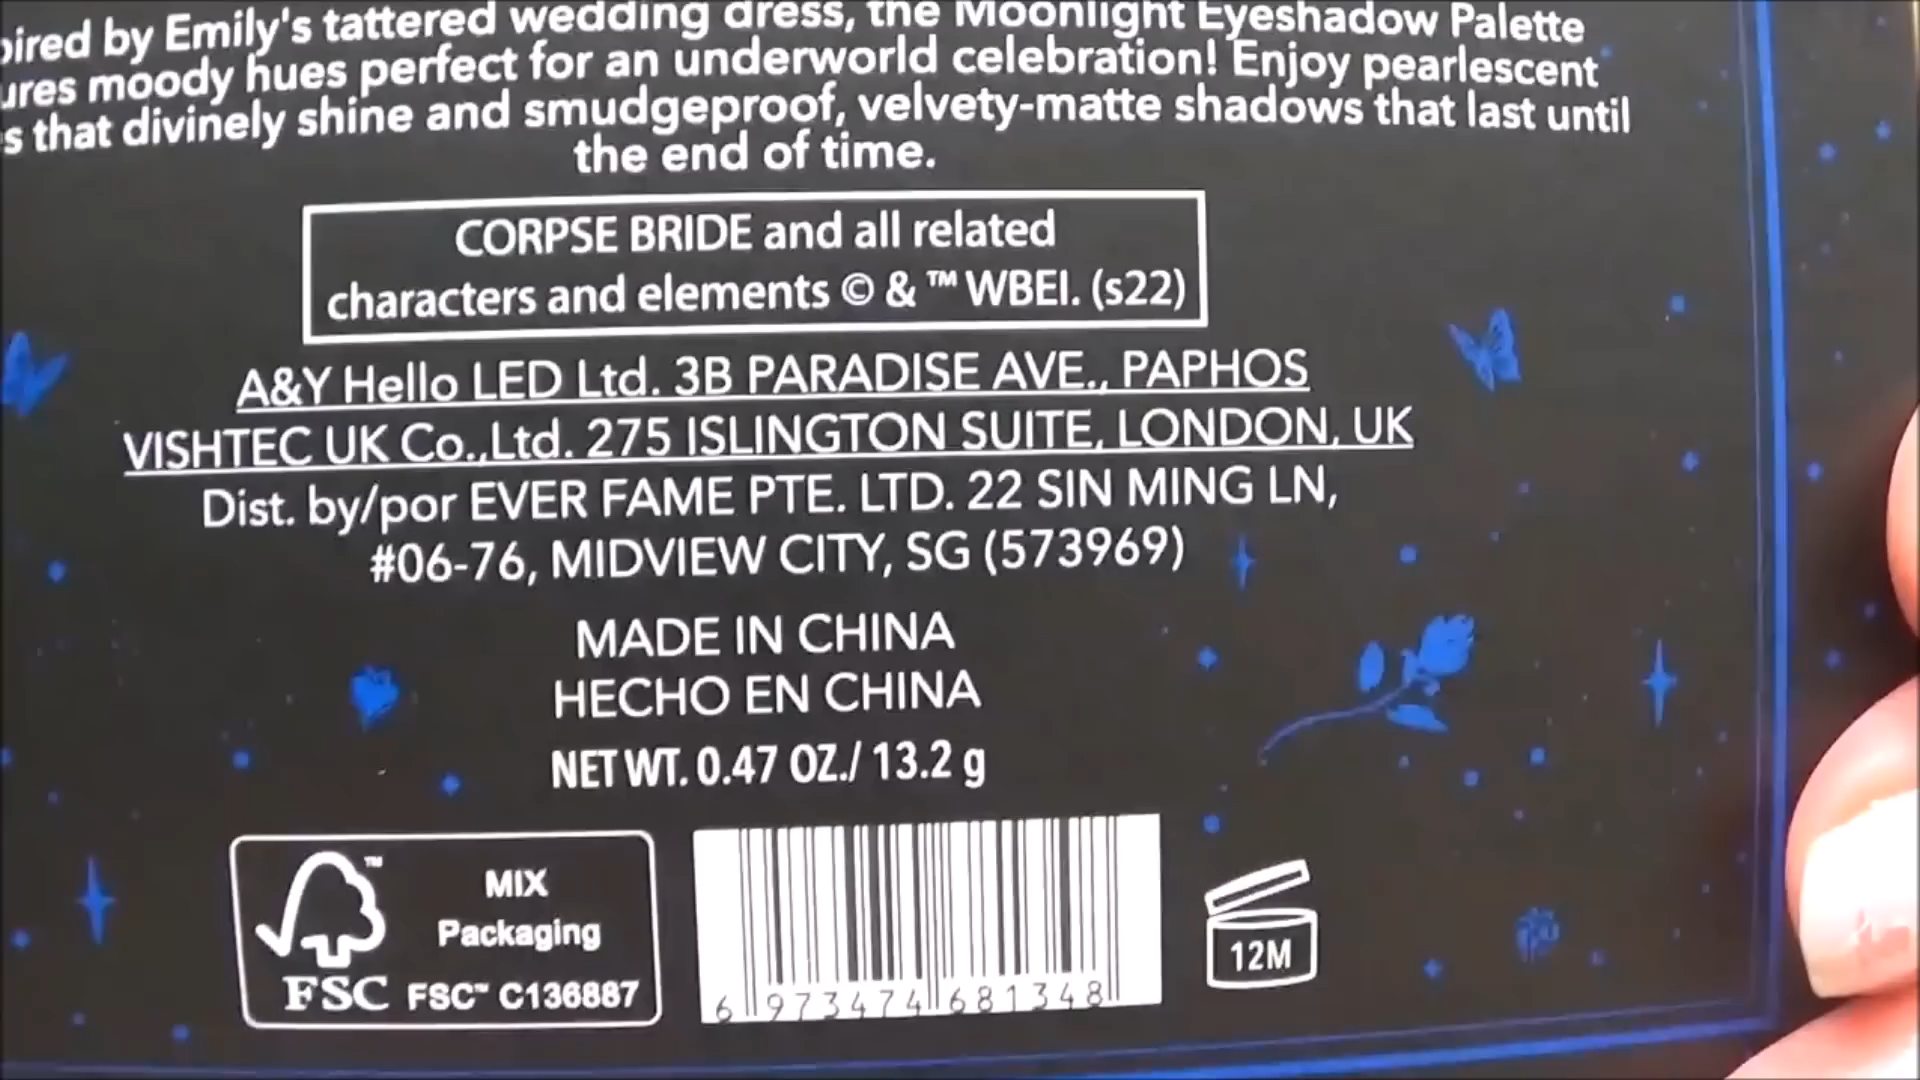 by Emily's tattered wedding dress, the Moonlight Eyeshadow Palette
moody hues perfect for an underworld celebration! Enjoy pearlescent
that divinely shine and smudgeproof, velvety-matte shadows that last until
the end of time.
CORPSE BRIDE and all related
characters and elements © & ™ WBEI. (s22)
A&Y Hello LED Ltd. 3B PARADISE AVE., PAPHOS
VISHTEC UK Co.,Ltd. 275 ISLINGTON SUITE, LONDON, UK
Dist. by/por EVER FAME PTE. LTD. 22 SIN MING LN,
#06-76, MIDVIEW CITY, SG (573969)
MADE IN CHINA
HECHO EN CHINA
NET WT. 0.47 OZ./ 13.2 g
MIX
Packaging
FSC FSC™ C136887
6 973474 681348
12M